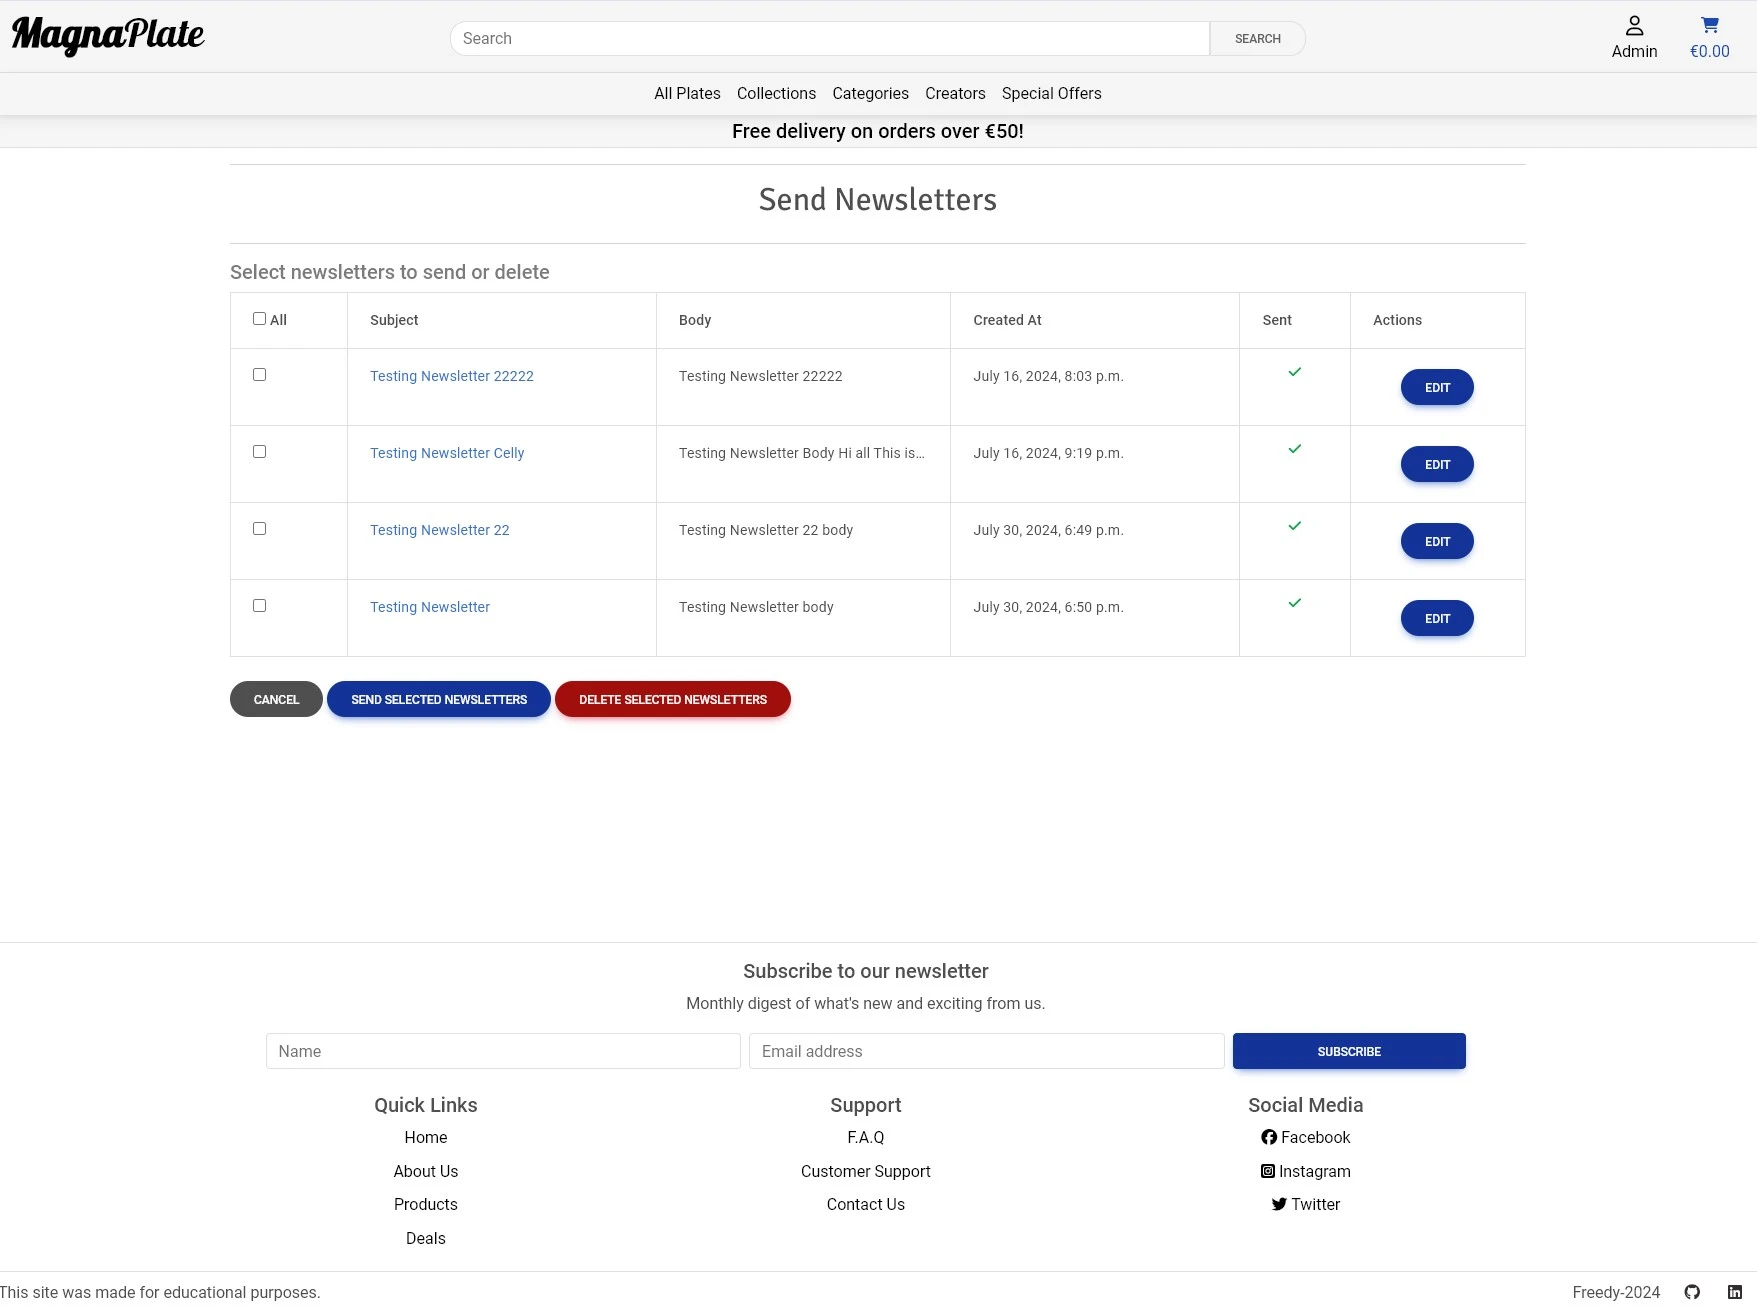 MagnaPlate
Search
SEARCH
Admin
€0.00
All Plates Collections Categories Creators Special Offers
Free delivery on orders over €50!
Send Newsletters
Select newsletters to send or delete
All Subject Body Created At Sent Actions
Testing Newsletter 22222 Testing Newsletter 22222 July 16, 2024, 8:03 p.m. EDIT
Testing Newsletter Celly Testing Newsletter Body Hi all This is... July 16, 2024, 9:19 p.m. EDIT
Testing Newsletter 22 Testing Newsletter 22 body July 30, 2024, 6:49 p.m. EDIT
Testing Newsletter Testing Newsletter body July 30, 2024, 6:50 p.m. EDIT
CANCEL SEND SELECTED NEWSLETTERS DELETE SELECTED NEWSLETTERS
Subscribe to our newsletter
Monthly digest of what's new and exciting from us.
Name Email address SUBSCRIBE
Quick Links
Home
About Us
Products
Deals
Support
F.A.Q
Customer Support
Contact Us
Social Media
Facebook
Instagram
Twitter
This site was made for educational purposes. Freedy-2024